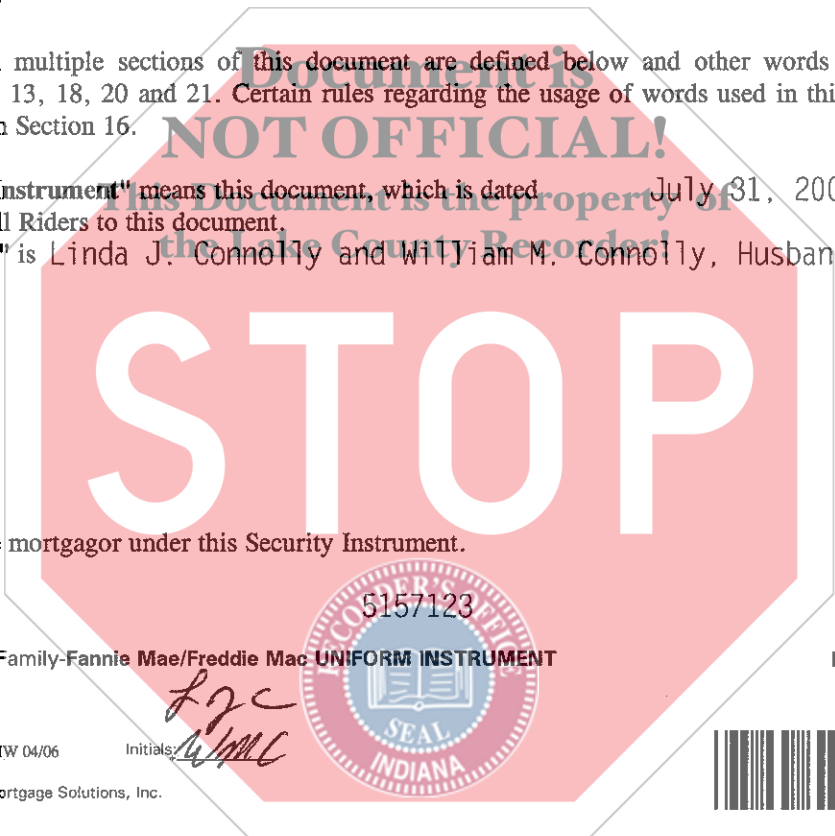 multiple sections of this document are defined below and other words
13, 18, 20 and 21. Certain rules regarding the usage of words used in thi
Section 16.
Document is
NOT OFFICIAL!
This Document is the property of
the Lake County Recorder!
Instrument" means this document, which is dated July 31, 200
ll Riders to this document.
" is Linda J. Connolly and William M. Connolly, Husban
STOP
mortgagor under this Security Instrument.
5157123
RECORDER'S OFFICE
SEAL
INDIANA
Family-Fannie Mae/Freddie Mac UNIFORM INSTRUMENT
LJC
W 04/06
Initials: WMC
ortgage Solutions, Inc.